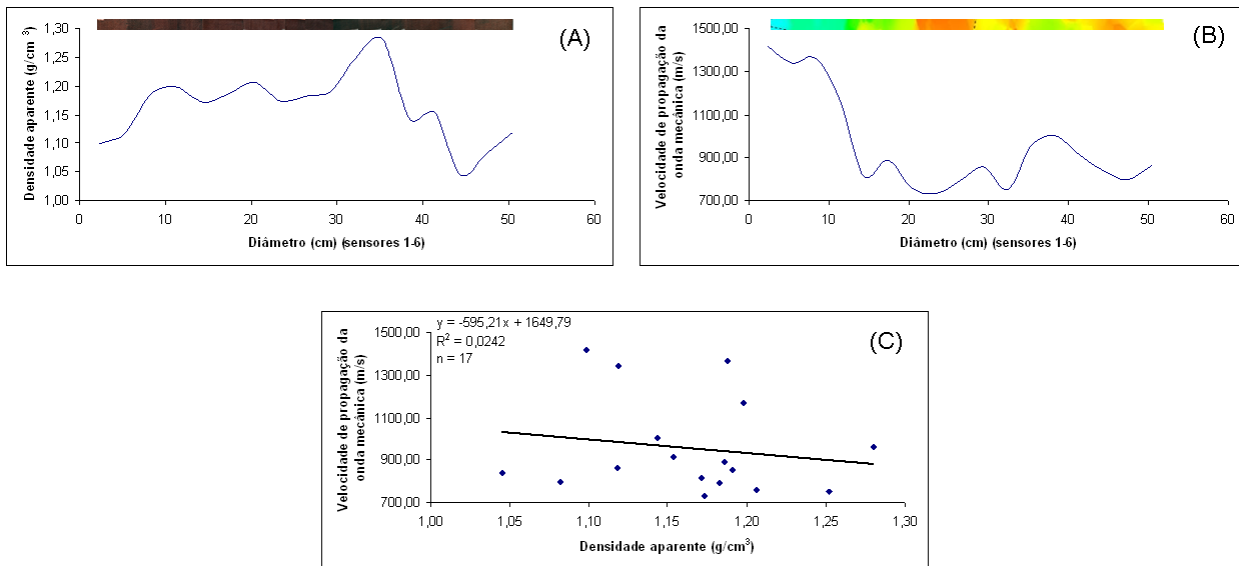 (A)
Densidade aparente (g/cm³)
1,30
1,25
1,20
1,15
1,10
1,05
1,00
0 10 20 30 40 50 60
Diâmetro (cm) (sensores 1-6)
(B)
Velocidade de propagação da
onda mecânica (m/s)
1500,00
1300,00
1100,00
900,00
700,00
0 10 20 30 40 50 60
Diâmetro (cm) (sensores 1-6)
(C)
y = -595,21x + 1649,79
R² = 0,0242
n = 17
Velocidade de propagação da
onda mecânica (m/s)
1500,00
1300,00
1100,00
900,00
700,00
1,00 1,05 1,10 1,15 1,20 1,25 1,30
Densidade aparente (g/cm³)